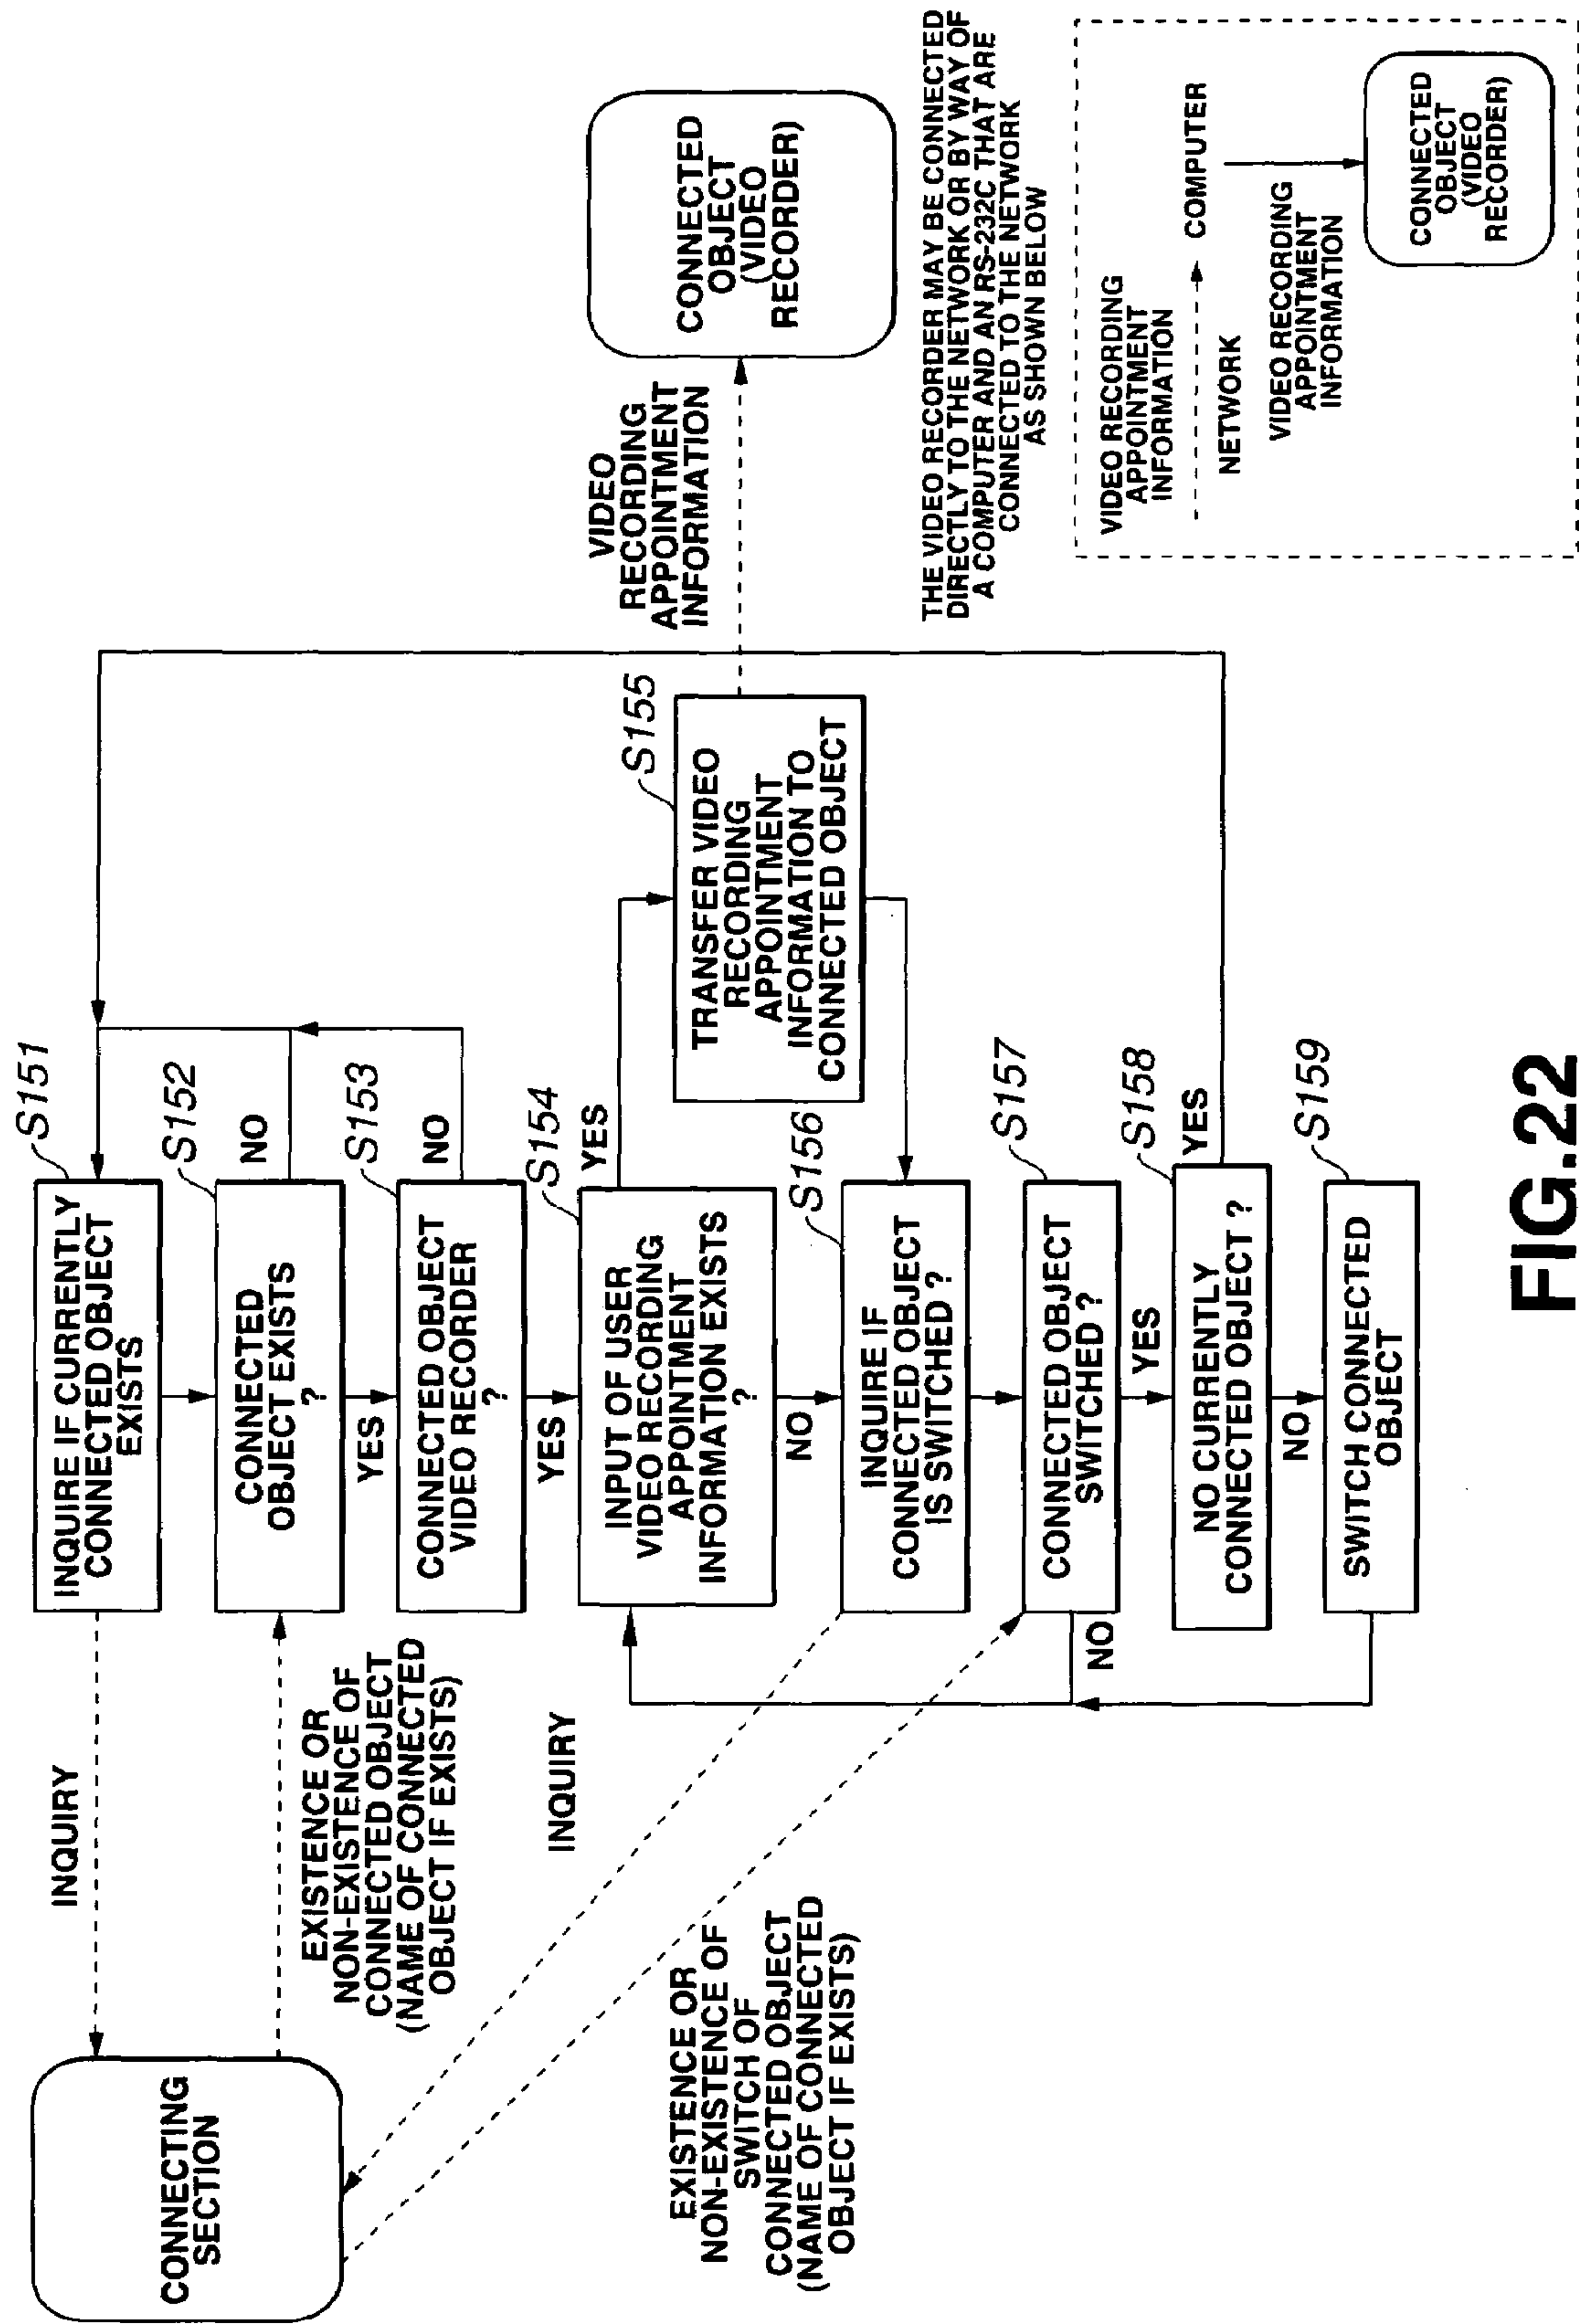 CONNECTING
SECTION
INQUIRY
EXISTENCE OR
NON-EXISTENCE OF
CONNECTED OBJECT
(NAME OF CONNECTED
OBJECT IF EXISTS)
INQUIRY
EXISTENCE OR
NON-EXISTENCE OF
SWITCH OF
CONNECTED OBJECT
(NAME OF CONNECTED
OBJECT IF EXISTS)
S151
INQUIRE IF CURRENTLY
CONNECTED OBJECT
EXISTS
S152
CONNECTED
OBJECT EXISTS
?
NO
YES
S153
CONNECTED OBJECT
VIDEO RECORDER
?
NO
YES
S154
INPUT OF USER
VIDEO RECORDING
APPOINTMENT
INFORMATION EXISTS
?
YES
NO
S155
TRANSFER VIDEO
RECORDING
APPOINTMENT
INFORMATION TO
CONNECTED OBJECT
S156
INQUIRE IF
CONNECTED OBJECT
IS SWITCHED ?
S157
CONNECTED OBJECT
SWITCHED ?
NO
YES
S158
NO CURRENTLY
CONNECTED OBJECT ?
YES
NO
S159
SWITCH CONNECTED
OBJECT
VIDEO
RECORDING
APPOINTMENT
INFORMATION
CONNECTED
OBJECT
(VIDEO
RECORDER)
THE VIDEO RECORDER MAY BE CONNECTED
DIRECTLY TO THE NETWORK OR BY WAY OF
A COMPUTER AND AN RS-232C THAT ARE
CONNECTED TO THE NETWORK
AS SHOWN BELOW
VIDEO RECORDING
APPOINTMENT
INFORMATION
COMPUTER
NETWORK
VIDEO RECORDING
APPOINTMENT
INFORMATION
CONNECTED
OBJECT
(VIDEO
RECORDER)
FIG.22